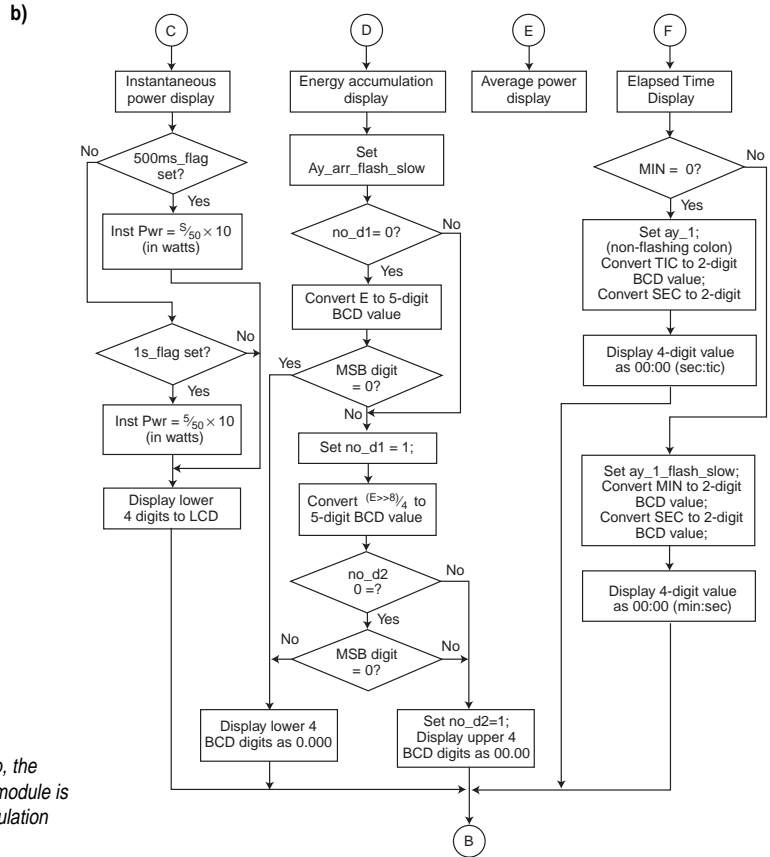 b)
C
Instantaneous
power display
500ms_flag
set?
No
Yes
Inst Pwr = S/50 × 10
(in watts)
1s_flag set?
No
Yes
Inst Pwr = 5/50 × 10
(in watts)
Display lower
4 digits to LCD
D
Energy accumulation
display
Set
Ay_arr_flash_slow
no_d1= 0?
No
Yes
Convert E to 5-digit
BCD value
MSB digit
= 0?
Yes
No
Set no_d1 = 1;
Convert (E>>8)/4 to
5-digit BCD value
no_d2
0 =?
No
Yes
MSB digit
= 0?
No
No
Display lower 4
BCD digits as 0.000
Set no_d2=1;
Display upper 4
BCD digits as 00.00
B
E
Average power
display
F
Elapsed Time
Display
MIN = 0?
No
Yes
Set ay_1;
(non-flashing colon)
Convert TIC to 2-digit
BCD value;
Convert SEC to 2-digit
Display 4-digit value
as 00:00 (sec:tic)
Set ay_1_flash_slow;
Convert MIN to 2-digit
BCD value;
Convert SEC to 2-digit
BCD value;
Display 4-digit value
as 00:00 (min:sec)
, the
module is
ulation